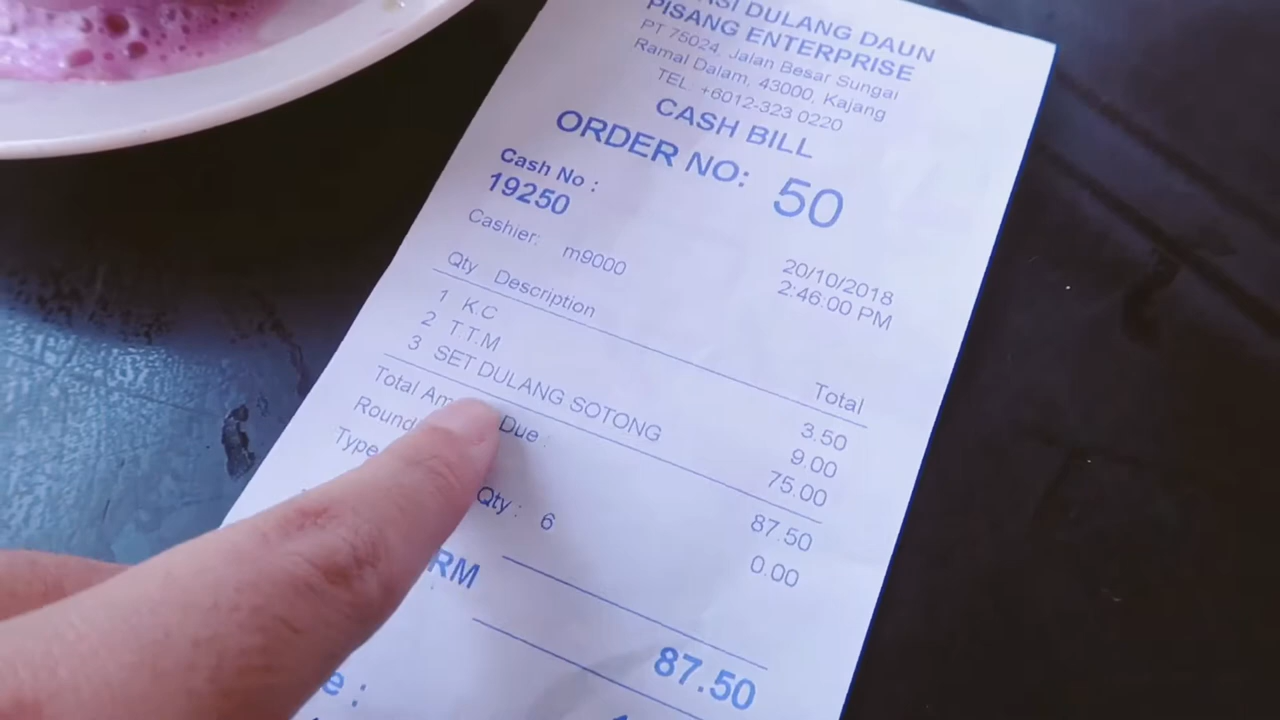 DULANG DAUN
PISANG ENTERPRISE
PT 75024, Jalan Besar Sungai
Ramal Dalam, 43000, Kajang
TEL. +6012-323 0220
CASH BILL
ORDER NO: 50
Cash No :
19250
Cashier: m9000
20/10/2018
2:46:00 PM
Qty Description Total
1 K.C 3.50
2 T.T.M 9.00
3 SET DULANG SOTONG 75.00
Total Due : 87.50
0.00
Type
Qty : 6
RM 87.50